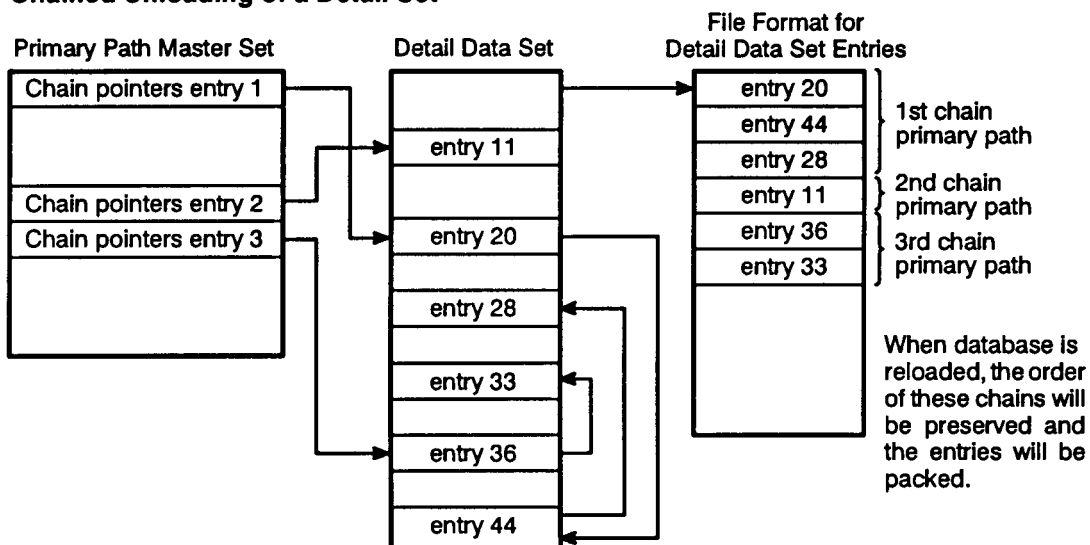 Chained Unloading of a Detail Set
Primary Path Master Set
Chain pointers entry 1
Chain pointers entry 2
Chain pointers entry 3
Detail Data Set
entry 11
entry 20
entry 28
entry 33
entry 36
entry 44
File Format for
Detail Data Set Entries
entry 20
entry 44
entry 28
entry 11
entry 36
entry 33
1st chain
primary path
2nd chain
primary path
3rd chain
primary path
When database is
reloaded, the order
of these chains will
be preserved and
the entries will be
packed.